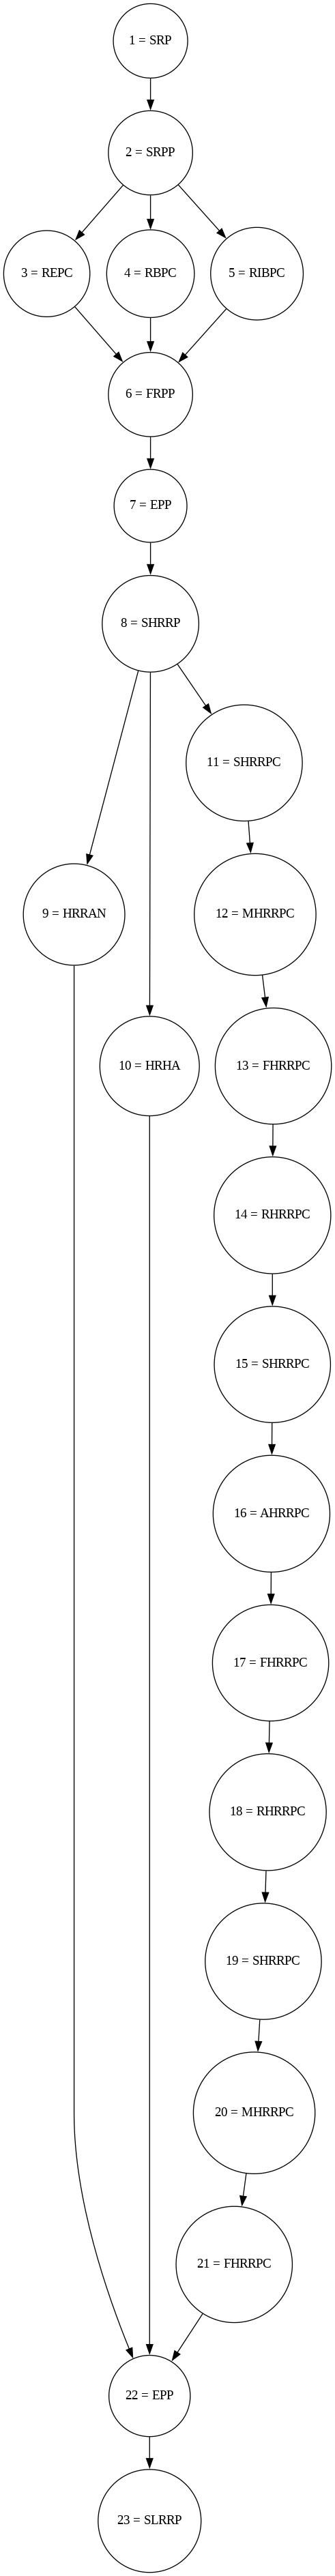 1 = SRP
2 = SRPP
3 = REPC
4 = RBPC
5 = RIBPC
6 = FRPP
7 = EPP
8 = SHRRP
11 = SHRRPC
9 = HRRAN
12 = MHRRPC
10 = HRHA
13 = FHRRPC
14 = RHRRPC
15 = SHRRPC
16 = AHRRPC
17 = FHRRPC
18 = RHRRPC
19 = SHRRPC
20 = MHRRPC
21 = FHRRPC
22 = EPP
23 = SLRRP